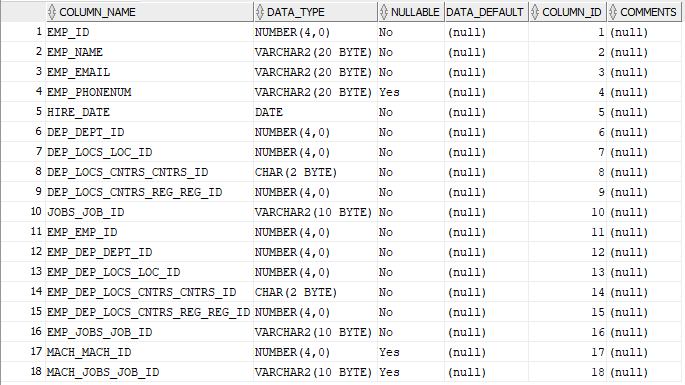 COLUMN_NAME DATA_TYPE NULLABLE DATA_DEFAULT COLUMN_ID COMMENTS
1 EMP_ID NUMBER(4,0) No (null) 1 (null)
2 EMP_NAME VARCHAR2(20 BYTE) No (null) 2 (null)
3 EMP_EMAIL VARCHAR2(20 BYTE) No (null) 3 (null)
4 EMP_PHONENUM VARCHAR2(20 BYTE) Yes (null) 4 (null)
5 HIRE_DATE DATE No (null) 5 (null)
6 DEP_DEPT_ID NUMBER(4,0) No (null) 6 (null)
7 DEP_LOCS_LOC_ID NUMBER(4,0) No (null) 7 (null)
8 DEP_LOCS_CNTRS_CNTRS_ID CHAR(2 BYTE) No (null) 8 (null)
9 DEP_LOCS_CNTRS_REG_REG_ID NUMBER(4,0) No (null) 9 (null)
10 JOBS_JOB_ID VARCHAR2(10 BYTE) No (null) 10 (null)
11 EMP_EMP_ID NUMBER(4,0) No (null) 11 (null)
12 EMP_DEP_DEPT_ID NUMBER(4,0) No (null) 12 (null)
13 EMP_DEP_LOCS_LOC_ID NUMBER(4,0) No (null) 13 (null)
14 EMP_DEP_LOCS_CNTRS_CNTRS_ID CHAR(2 BYTE) No (null) 14 (null)
15 EMP_DEP_LOCS_CNTRS_REG_REG_ID NUMBER(4,0) No (null) 15 (null)
16 EMP_JOBS_JOB_ID VARCHAR2(10 BYTE) No (null) 16 (null)
17 MACH_MACH_ID NUMBER(4,0) Yes (null) 17 (null)
18 MACH_JOBS_JOB_ID VARCHAR2(10 BYTE) Yes (null) 18 (null)